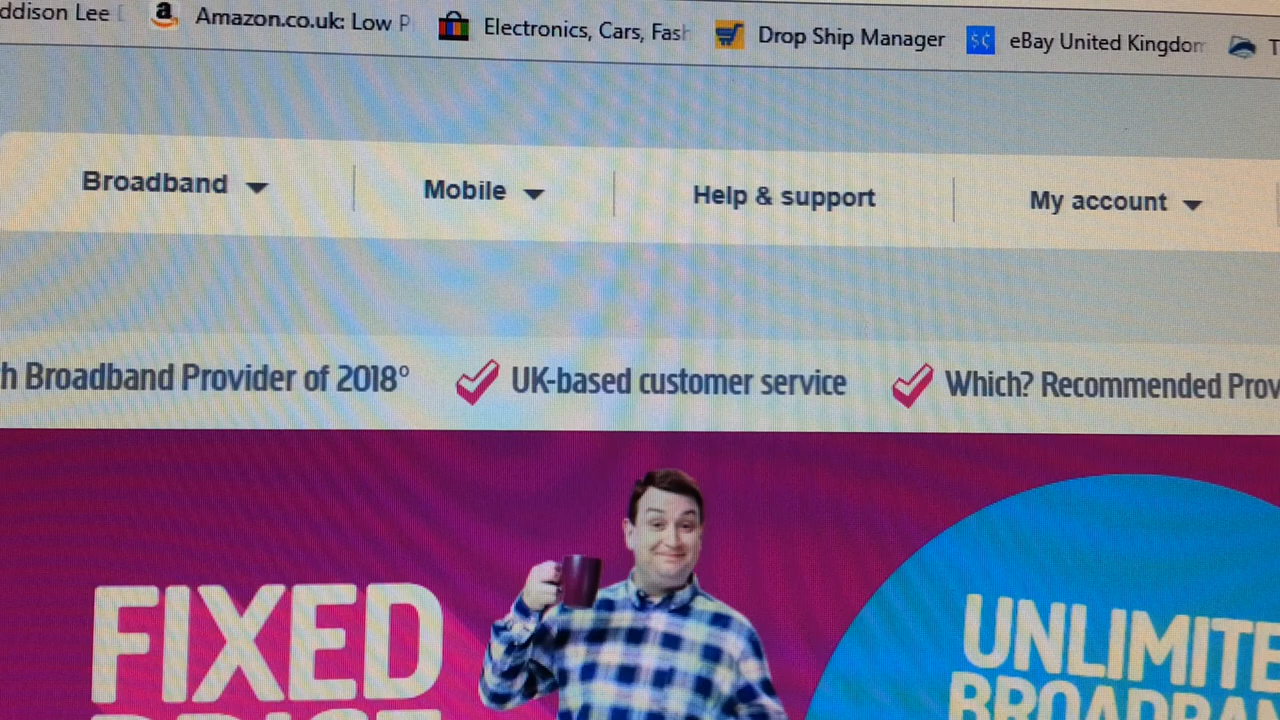 ddison Lee
Amazon.co.uk: Low P
Electronics, Cars, Fash
Drop Ship Manager
eBay United Kingdom
T
Broadband
Mobile
Help & support
My account
h Broadband Provider of 2018°
UK-based customer service
Which? Recommended Prov
FIXED
UNLIMITE
BROADBAN